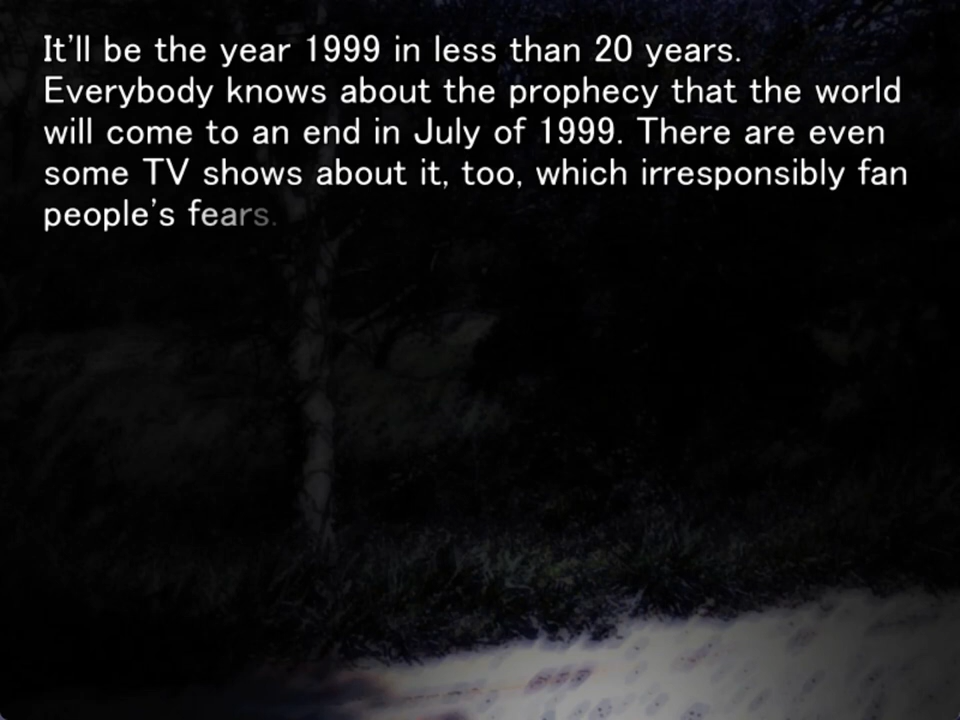 It'll be the year 1999 in less than 20 years.
Everybody knows about the prophecy that the world
will come to an end in July of 1999. There are even
some TV shows about it, too, which irresponsibly fan
people's fears.